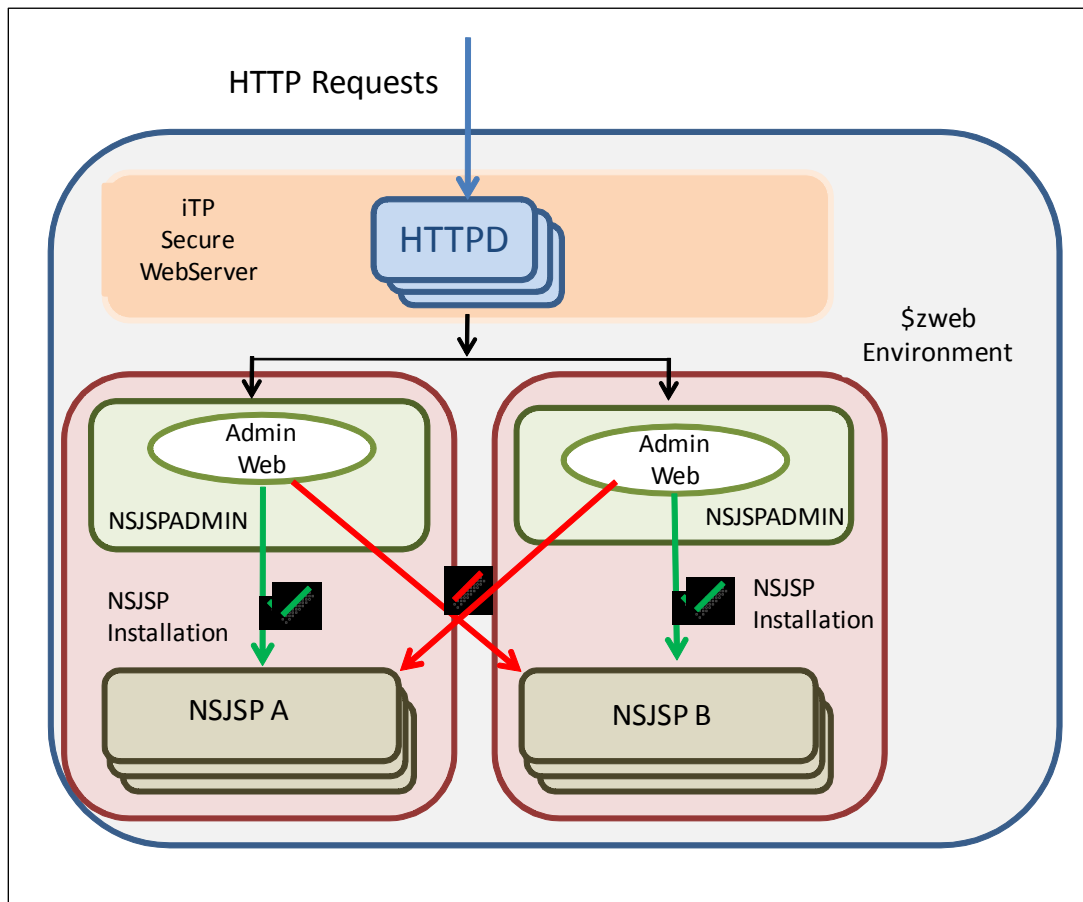 HTTP Requests
iTP
Secure
WebServer
HTTPD
$zweb
Environment
Admin
Web
NSJSPADMIN
Admin
Web
NSJSPADMIN
NSJSP
Installation
NSJSP
Installation
NSJSP A
NSJSP B